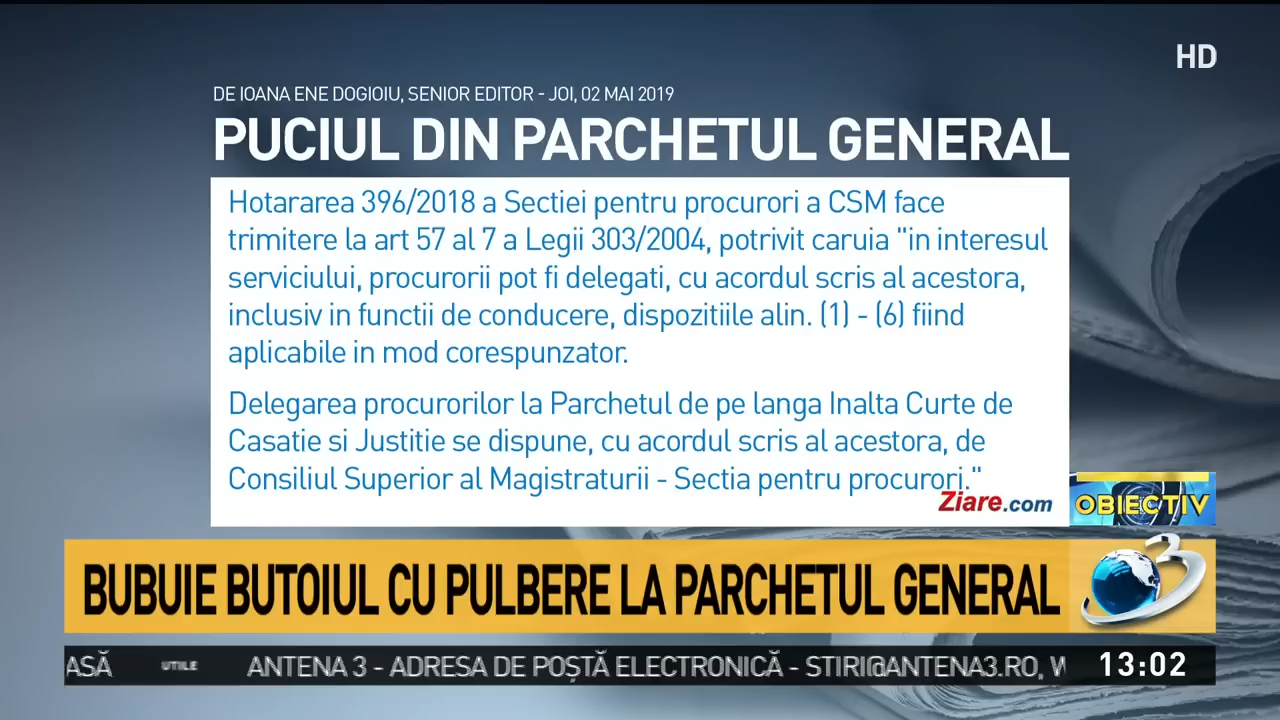 HD
DE IOANA ENE DOGIOIU, SENIOR EDITOR - JOI, 02 MAI 2019
PUCIUL DIN PARCHETUL GENERAL
Hotararea 396/2018 a Sectiei pentru procurori a CSM face
trimitere la art 57 al 7 a Legii 303/2004, potrivit caruia "in interesul
serviciului, procurorii pot fi delegati, cu acordul scris al acestora,
inclusiv in functii de conducere, dispozitiile alin. (1) - (6) fiind
aplicabile in mod corespunzator.
Delegarea procurorilor la Parchetul de pe langa Inalta Curte de
Casatie si Justitie se dispune, cu acordul scris al acestora, de
Consiliul Superior al Magistraturii - Sectia pentru procurori."
Ziare.com
OBIECTIV
BUBUIE BUTOIUL CU PULBERE LA PARCHETUL GENERAL
3
ASĂ UTILE ANTENA 3 - ADRESA DE POȘTĂ ELECTRONICĂ - STIRI@ANTENA3.RO, W
13:02